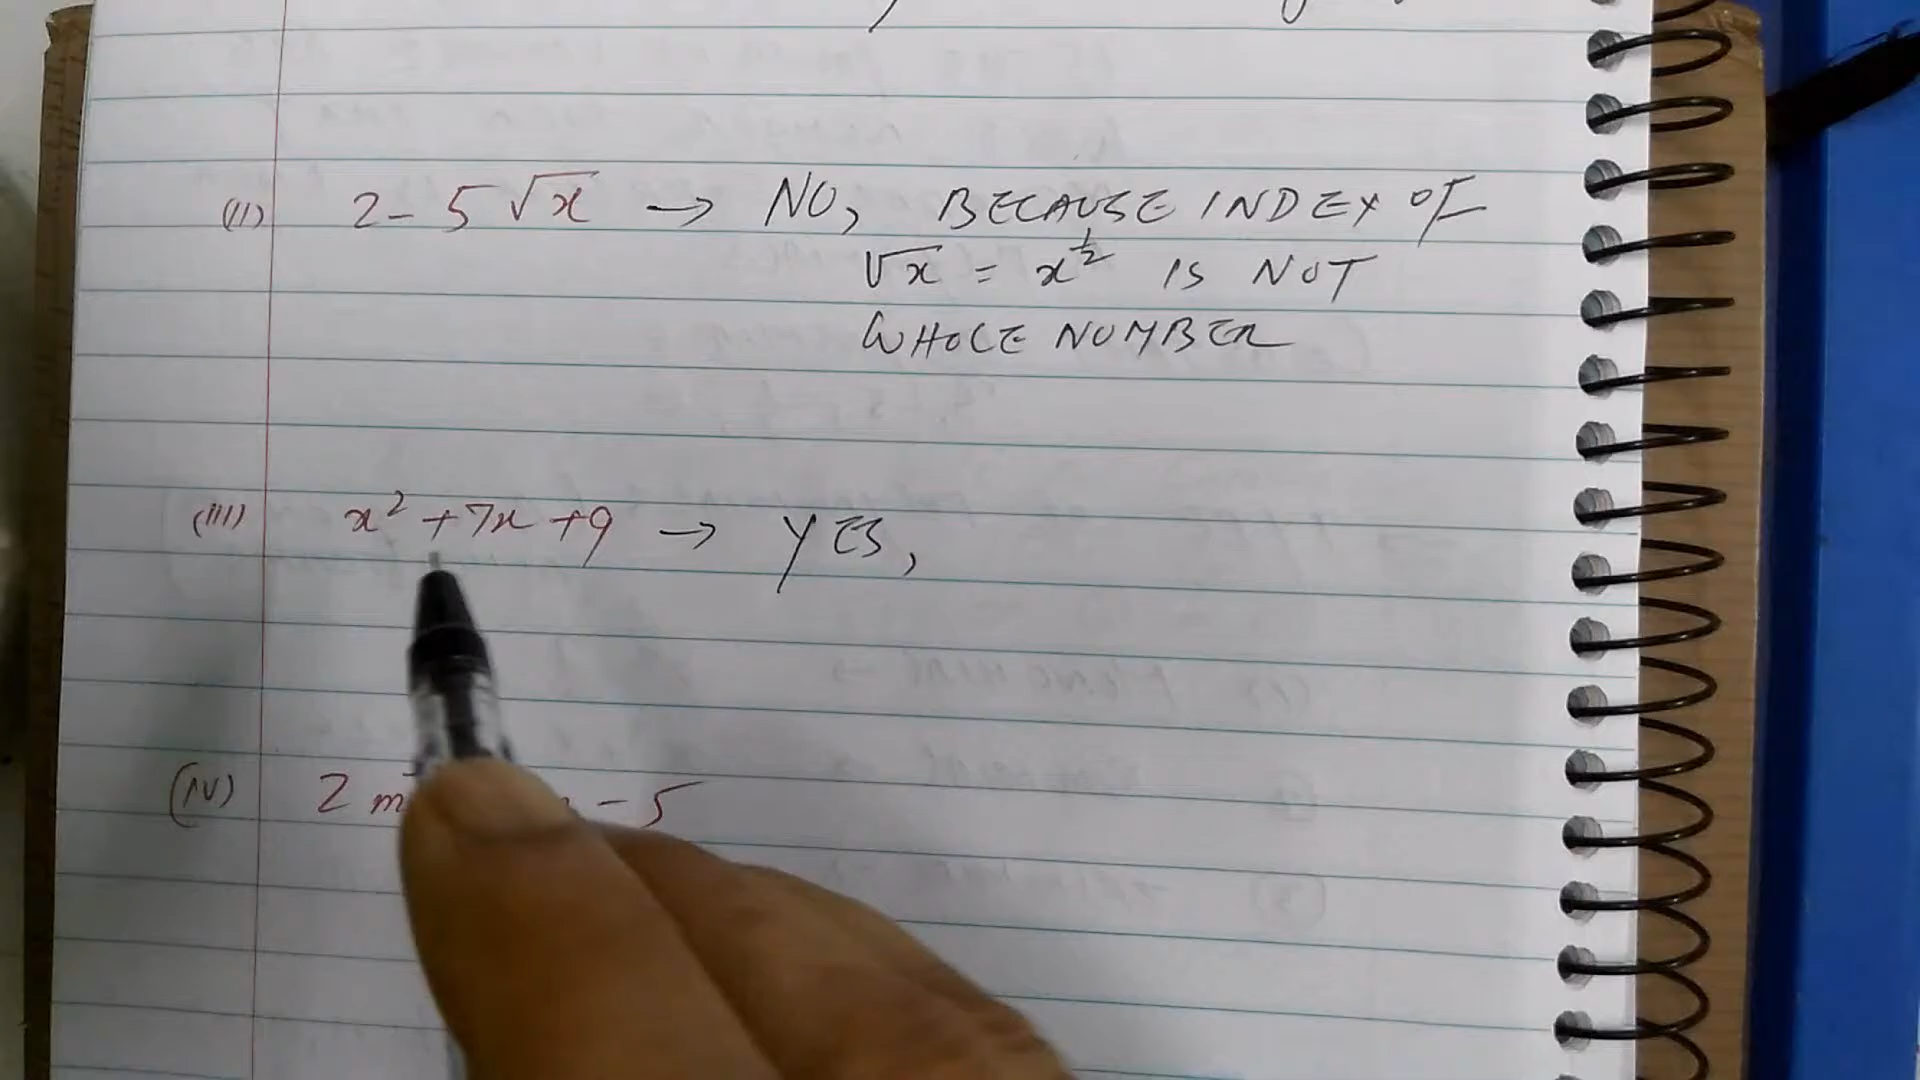 (II) 2 - 5 √x → NO, BECAUSE INDEX OF
√x = x^½ IS NOT
WHOLE NUMBER
(III) x² + 7x + 9 → YES,
(IV) 2 m - 5